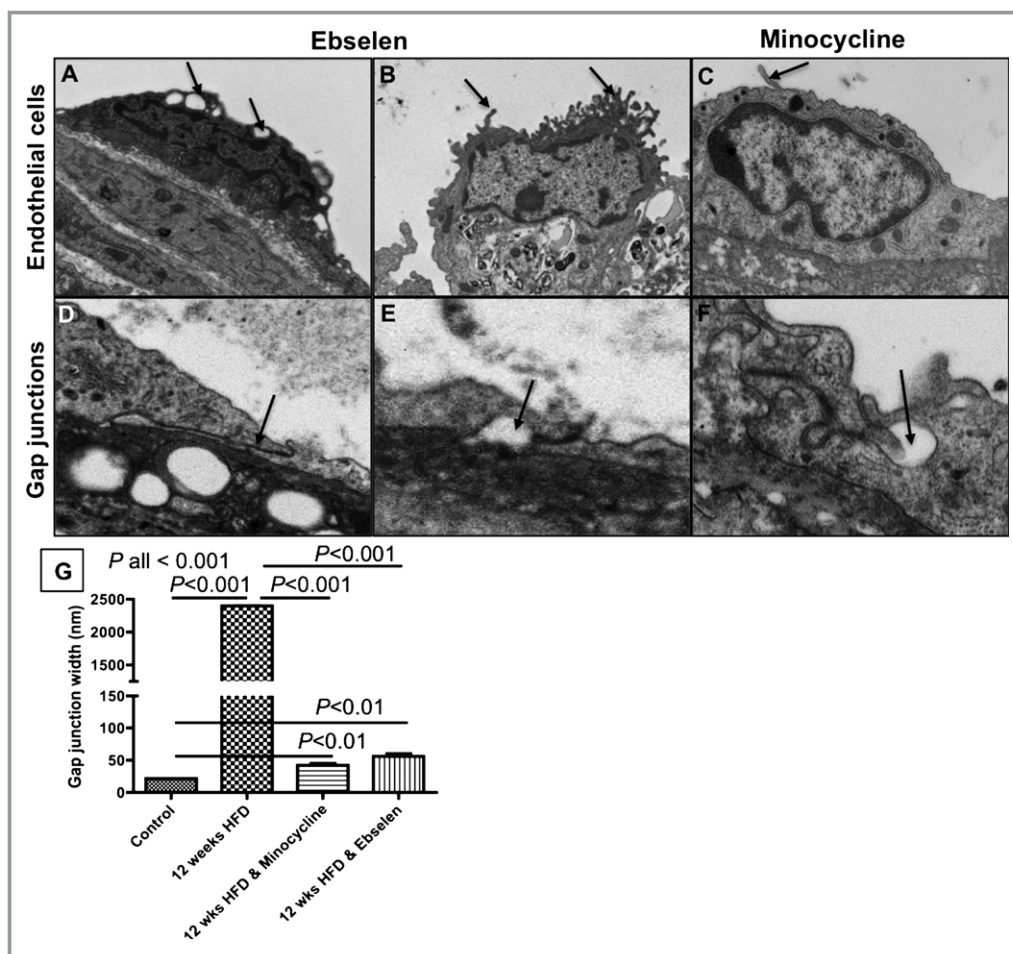 Ebselen Minocycline
Endothelial cells
A B C
Gap junctions
D E F
G
P all < 0.001
P<0.001
P<0.001 P<0.001
Gap junction width (nm)
2500
2000
1500
150
100
50
0
P<0.01
P<0.01
Control
12 weeks HFD
12 wks HFD & Minocycline
12 wks HFD & Ebselen